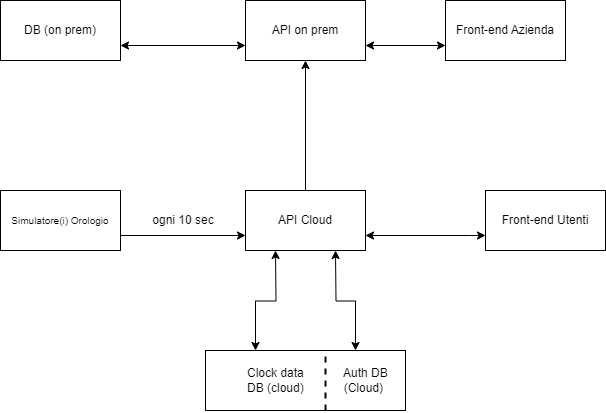 DB (on prem)
API on prem
Front-end Azienda
Simulatore(i) Orologio
ogni 10 sec
API Cloud
Front-end Utenti
Clock data
DB (cloud)
Auth DB
(Cloud)